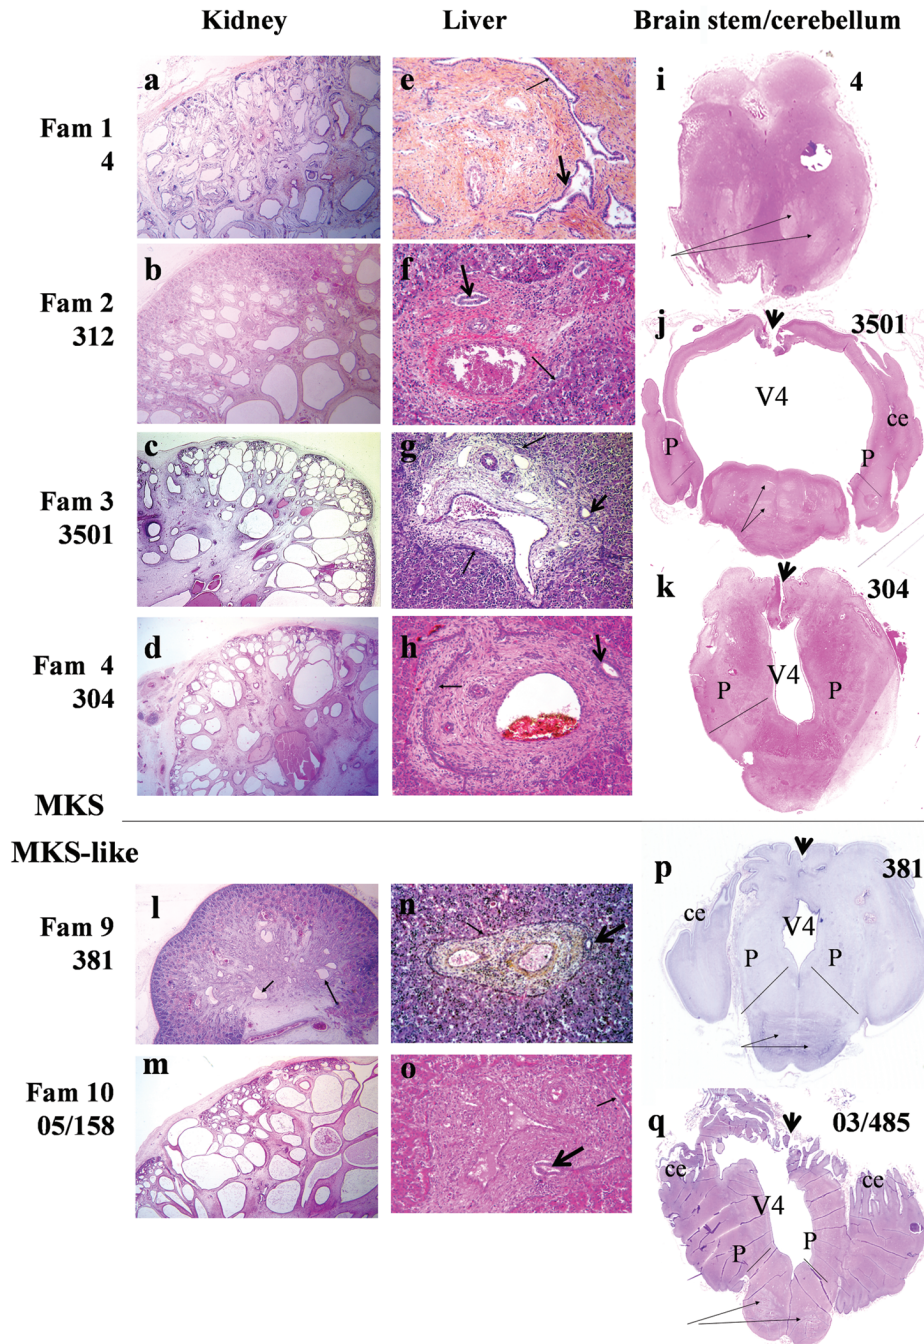 Kidney Liver Brain stem/cerebellum
a e i 4
Fam 1
4
b f
Fam 2
312
j 3501
V4
ce
P P
c g
Fam 3
3501
k 304
P V4 P
d h
Fam 4
304
MKS
MKS-like
p 381
ce
V4
P P
l n
Fam 9
381
m o
Fam 10
05/158
q 03/485
ce ce
V4
P P